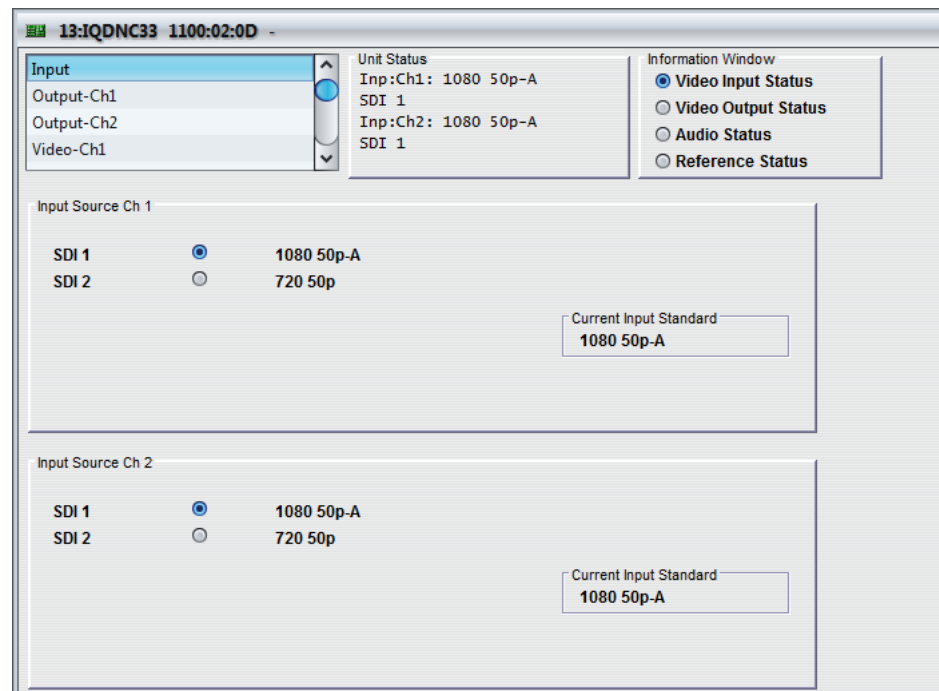 13:IQDNC33 1100:02:0D -
Input
Output-Ch1
Output-Ch2
Video-Ch1
Unit Status
Inp:Ch1: 1080 50p-A
SDI 1
Inp:Ch2: 1080 50p-A
SDI 1
Information Window
Video Input Status
Video Output Status
Audio Status
Reference Status
Input Source Ch 1
SDI 1 1080 50p-A
SDI 2 720 50p
Current Input Standard
1080 50p-A
Input Source Ch 2
SDI 1 1080 50p-A
SDI 2 720 50p
Current Input Standard
1080 50p-A